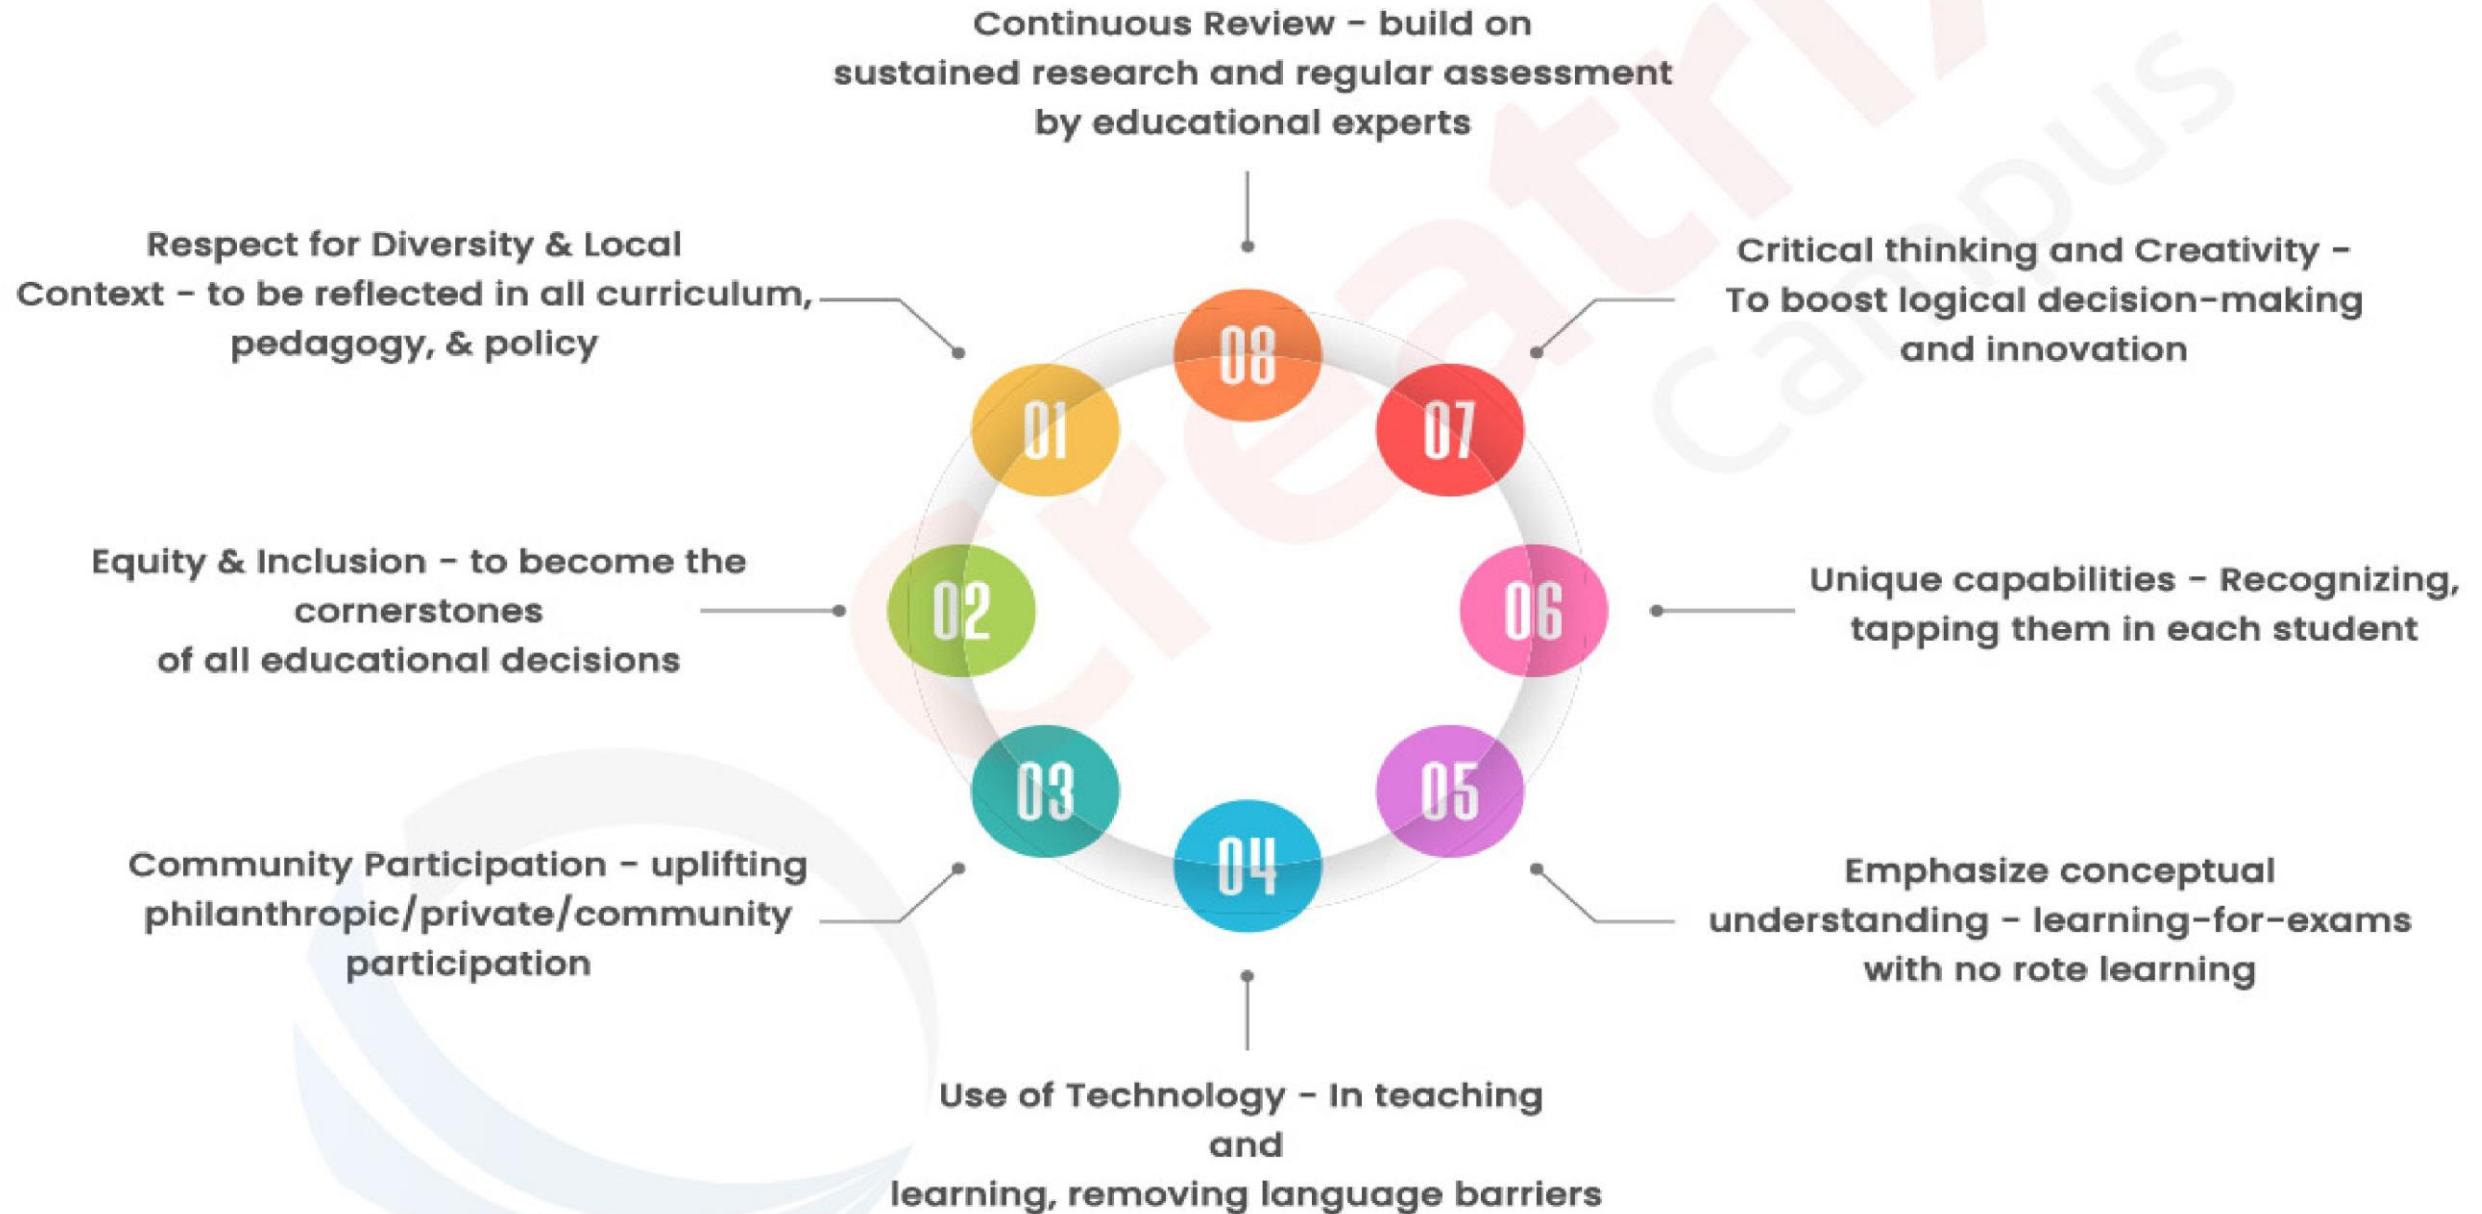 Continuous Review - build on
sustained research and regular assessment
by educational experts
Respect for Diversity & Local
Context - to be reflected in all curriculum,
pedagogy, & policy
Critical thinking and Creativity -
To boost logical decision-making
and innovation
08
01
07
Equity & Inclusion - to become the
cornerstones
of all educational decisions
02
06
Unique capabilities - Recognizing,
tapping them in each student
03
05
04
Community Participation - uplifting
philanthropic/private/community
participation
Emphasize conceptual
understanding - learning-for-exams
with no rote learning
Use of Technology - In teaching
and
learning, removing language barriers
Creatrix
Campus